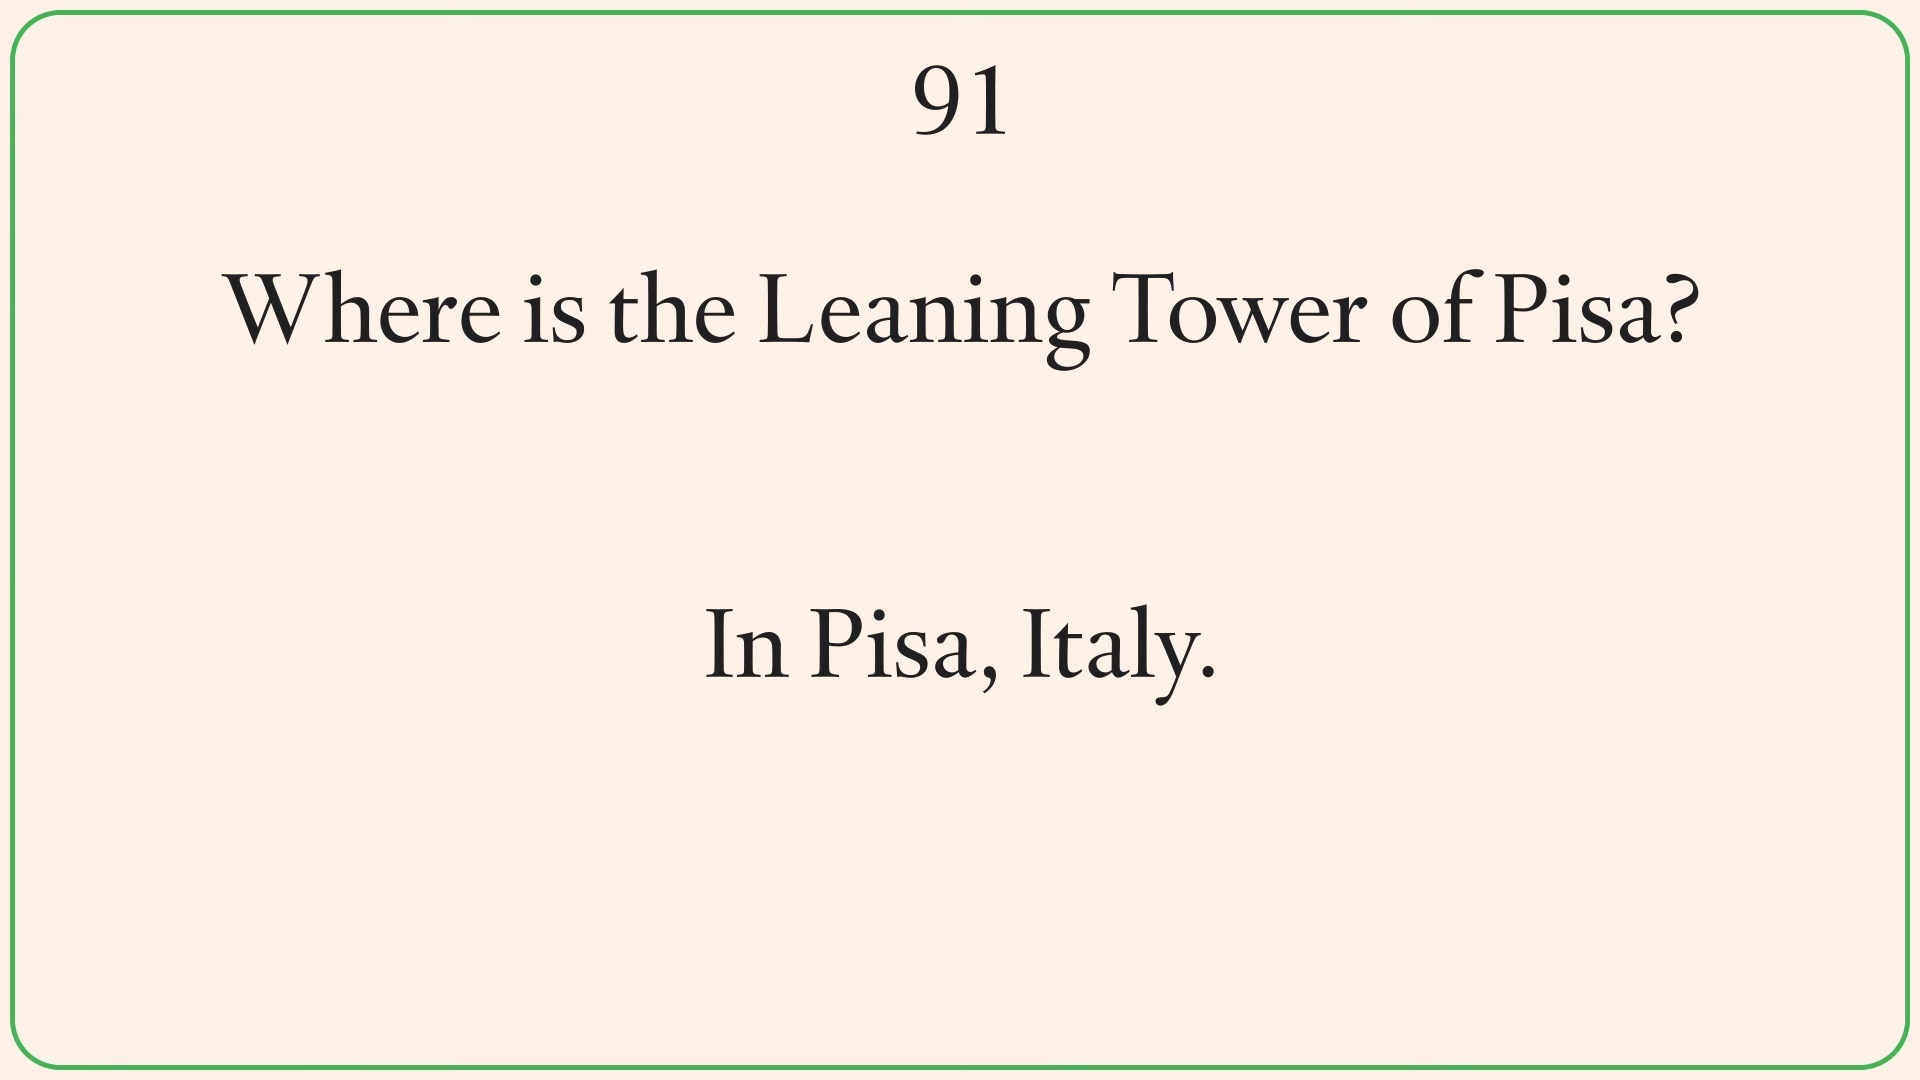 91
Where is the Leaning Tower of Pisa?
In Pisa, Italy.